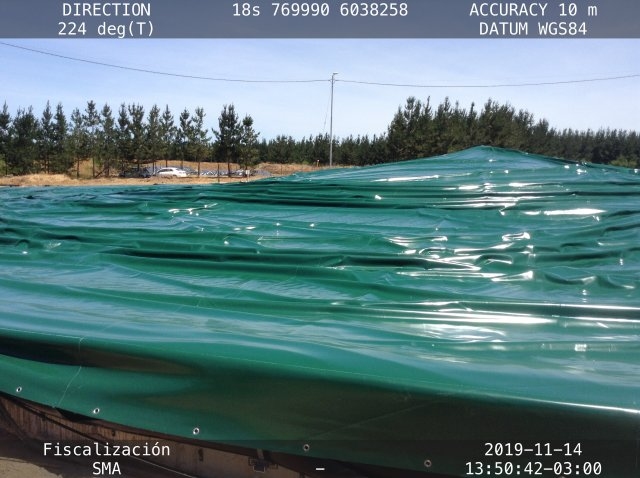 DIRECTION
224 deg(T)
18s 769990 6038258
ACCURACY 10 m
DATUM WGS84
Fiscalización
SMA
-
2019-11-14
13:50:42-03:00